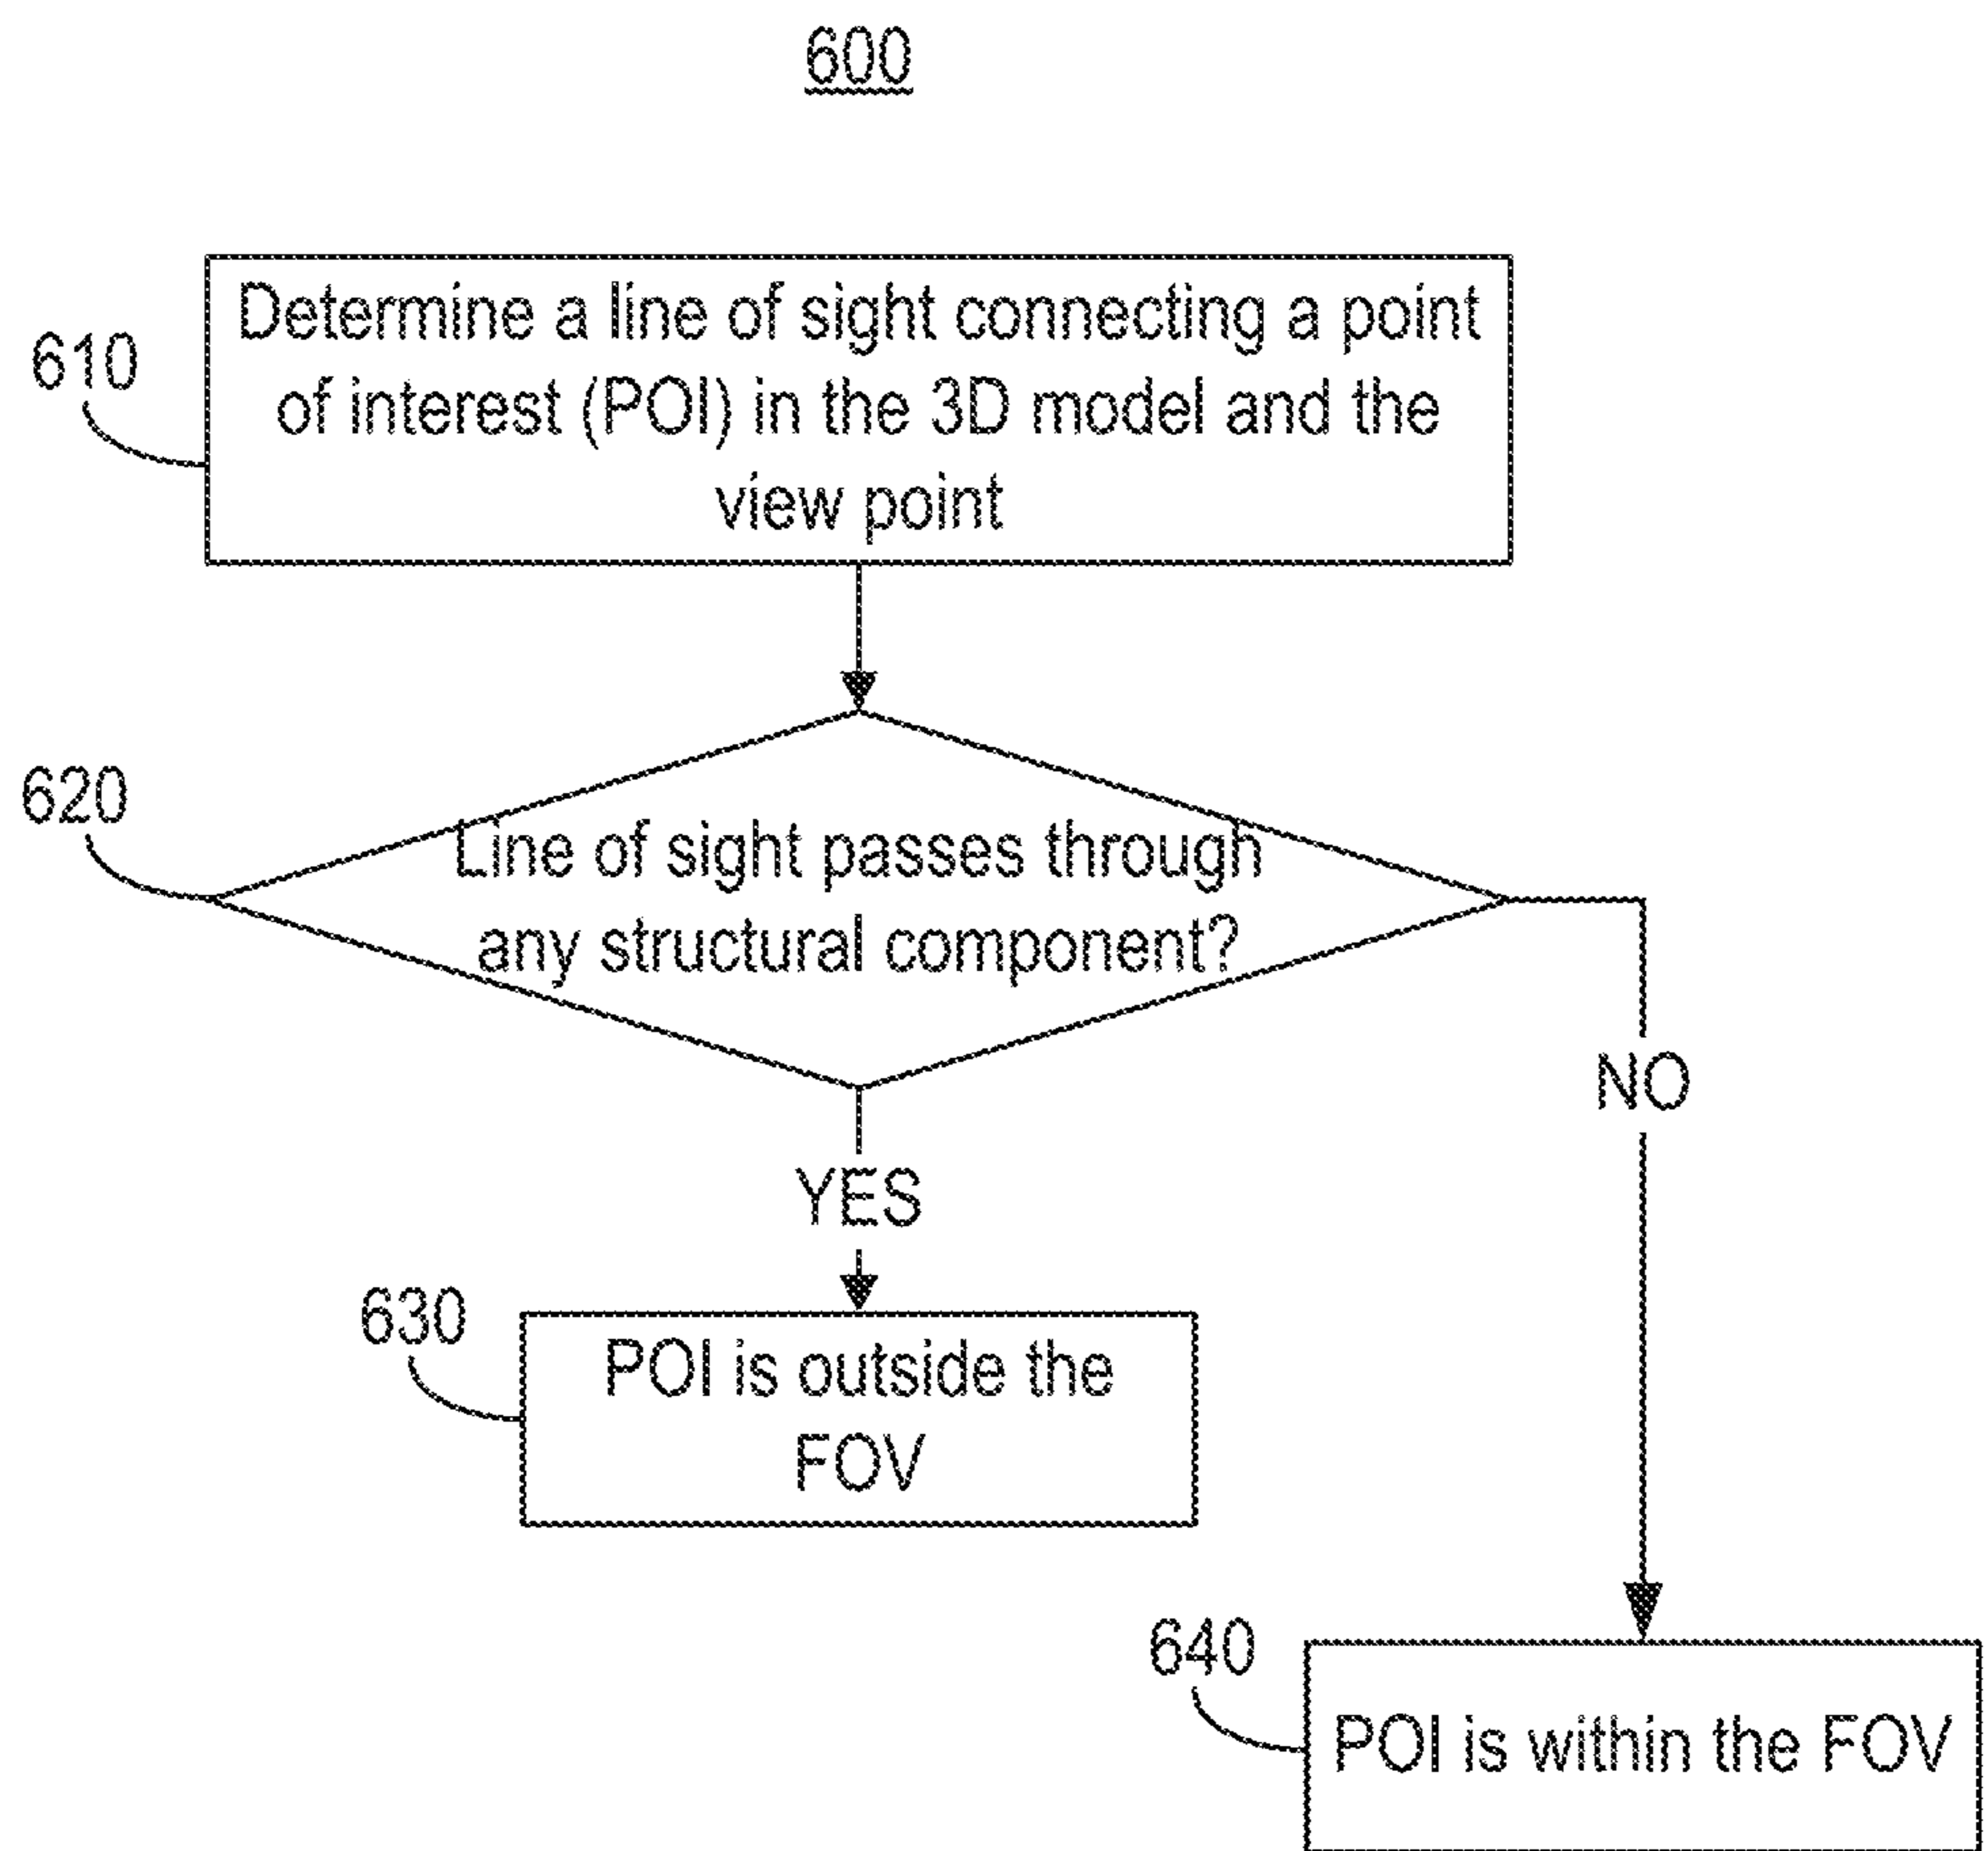 600
610
Determine a line of sight connecting a point
of interest (POI) in the 3D model and the
view point
620
Line of sight passes through
any structural component?
NO
YES
630
POI is outside the
FOV
640
POI is within the FOV